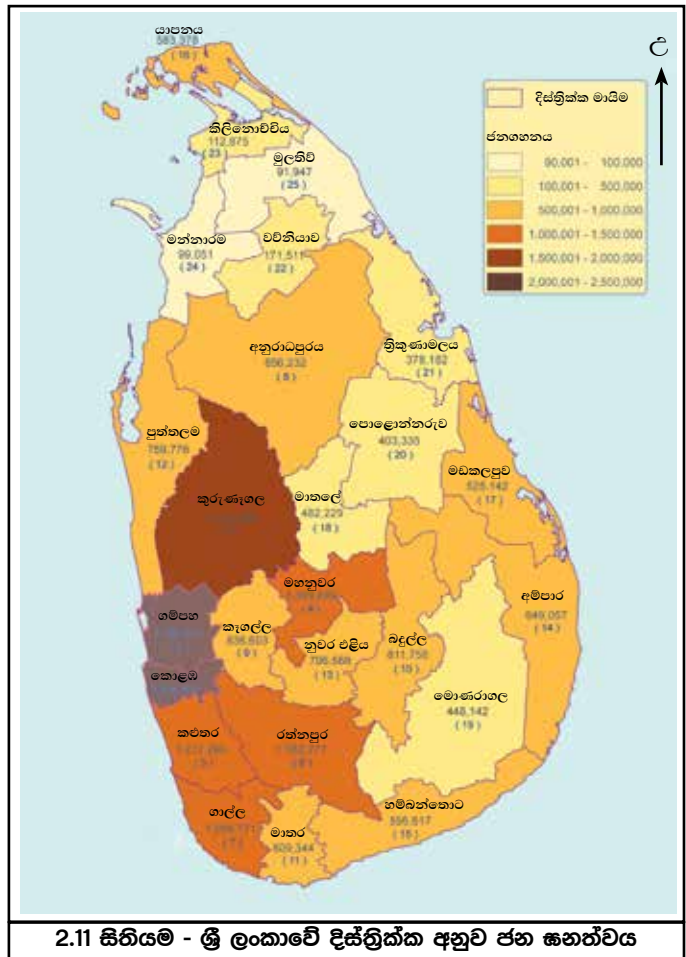 යාපනය
583,378
උ
( 16 )
දිස්ත්‍රික්ක මායිම
ජනගහනය
90,001 - 100,000
100,001 - 500,000
500,001 - 1,000,000
1,000,001 - 1,500,000
1,500,001 - 2,000,000
2,000,001 - 2,500,000
කිලිනොච්චිය
112,875
( 23 )
මුලතිව්
91,947
( 25 )
මන්නාරම
99,051
( 24 )
වව්නියාව
171,511
( 22 )
අනුරාධපුරය
856,232
( 8 )
ත්‍රිකුණාමලය
378,182
( 21 )
පුත්තලම
759,776
( 12 )
පොළොන්නරුව
403,335
( 20 )
මඩකලපුව
525,142
( 17 )
කුරුණෑගල
මාතලේ
482,229
( 18 )
මහනුවර
අම්පාර
649,057
( 14 )
ගම්පහ
කෑගල්ල
836,603
( 9 )
නුවර එළිය
( 13 )
බදුල්ල
811,758
( 10 )
කොළඹ
මොණරාගල
448,142
( 19 )
කළුතර
රත්නපුර
හම්බන්තොට
( 15 )
ගාල්ල
මාතර
809,344
( 11 )
2.11 සිතියම - ශ්‍රී ලංකාවේ දිස්ත්‍රික්ක අනුව ජන ඝනත්වය